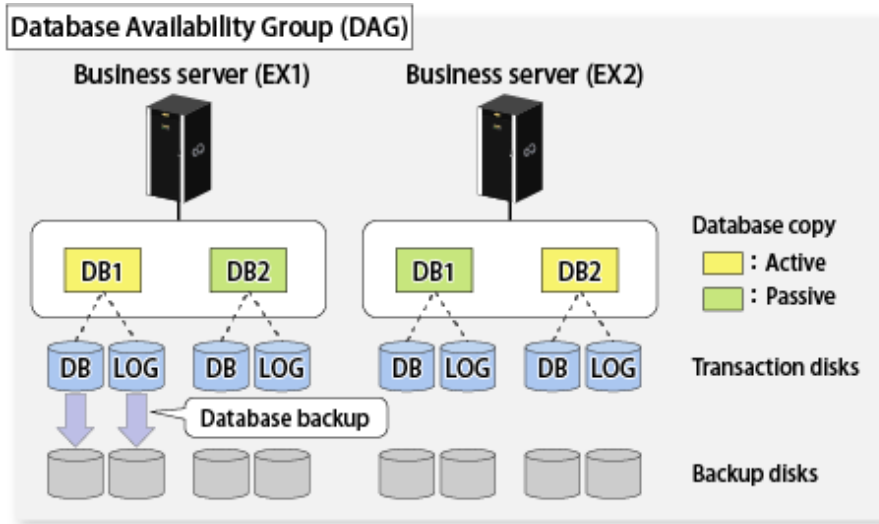 Database Availability Group (DAG)
Business server (EX1)
Business server (EX2)
DB1
DB2
DB1
DB2
Database copy
: Active
: Passive
DB
LOG
DB
LOG
DB
LOG
DB
LOG
Transaction disks
Database backup
Backup disks